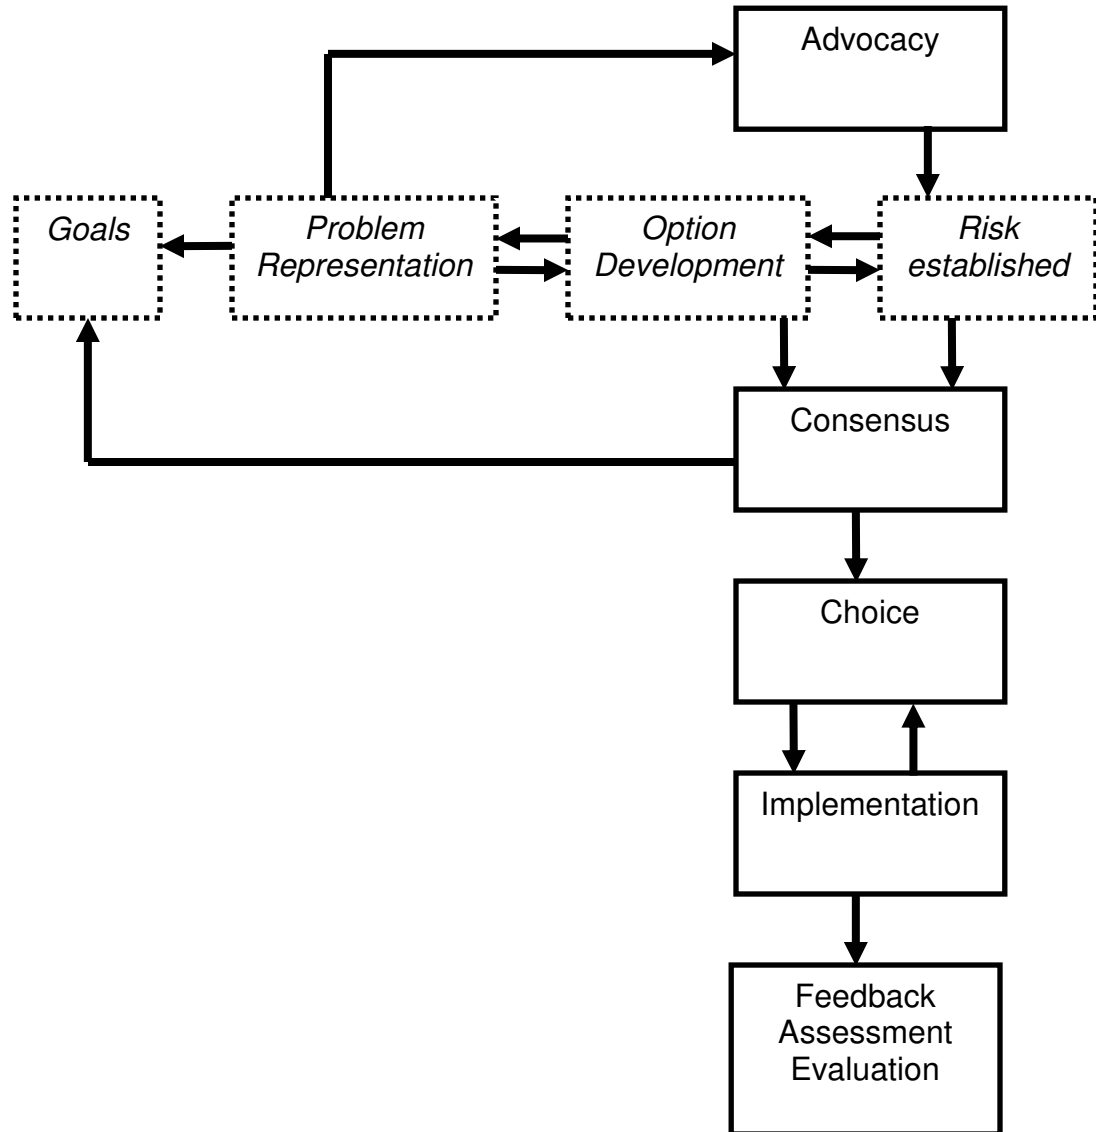 Advocacy
Goals
Problem
Representation
Option
Development
Risk
established
Consensus
Choice
Implementation
Feedback
Assessment
Evaluation